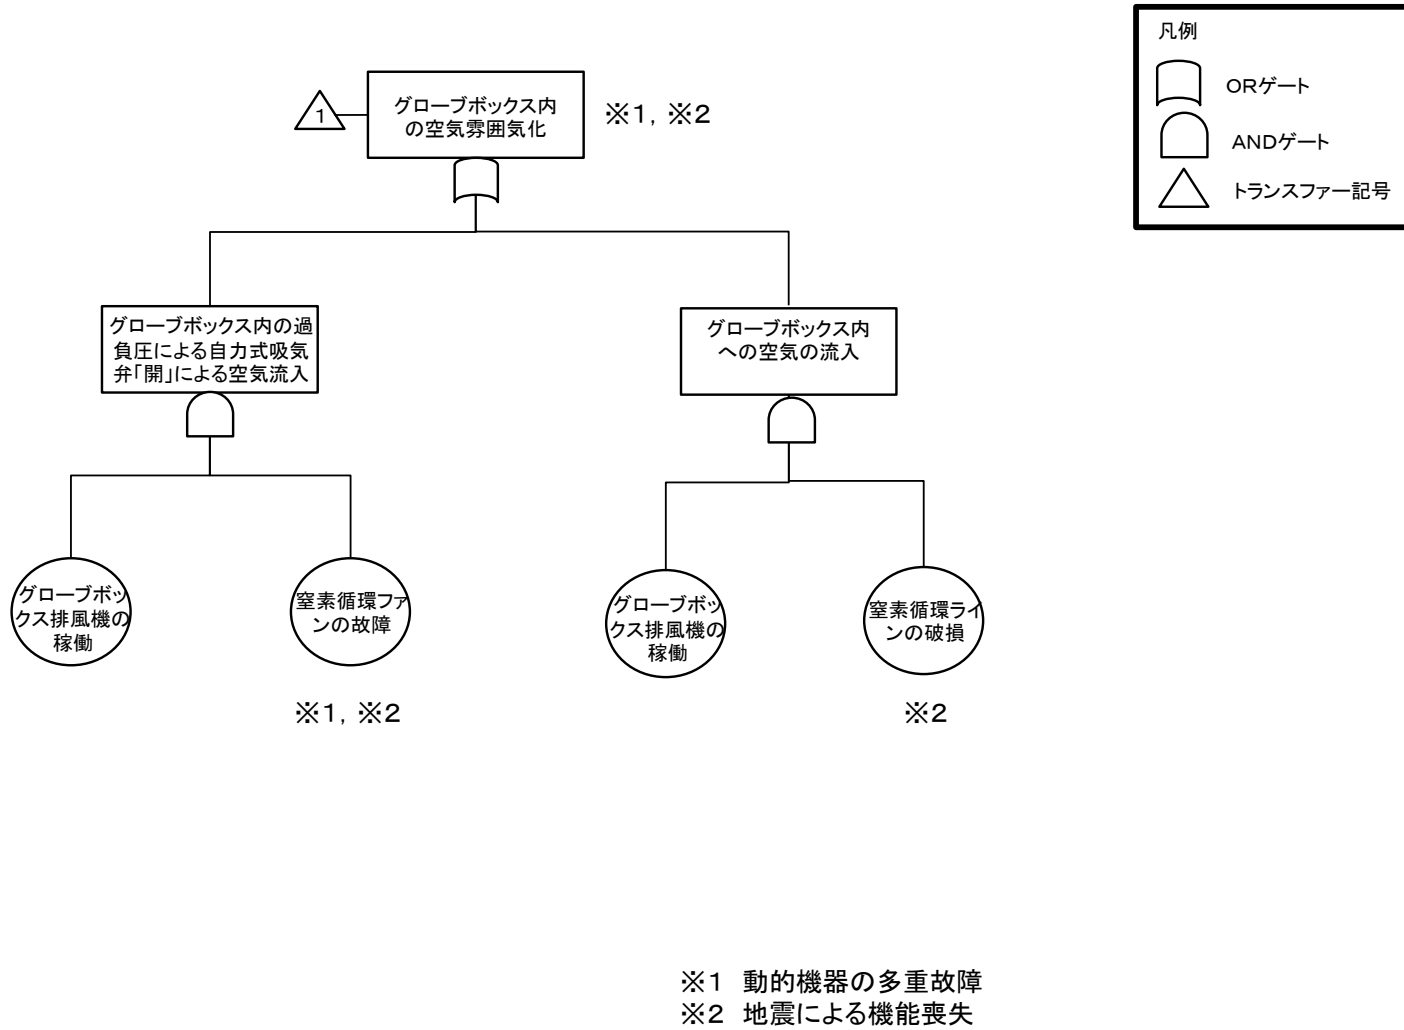 凡例
ORゲート
ANDゲート
トランスファー記号
1
グローブボックス内
の空気雰囲気化
※1，※2
グローブボックス内の過
負圧による自力式吸気
弁「開」による空気流入
グローブボックス内
への空気の流入
グローブボッ
クス排風機の
稼働
窒素循環ファ
ンの故障
グローブボッ
クス排風機の
稼働
窒素循環ライ
ンの破損
※1，※2
※2
※1 動的機器の多重故障
※2 地震による機能喪失